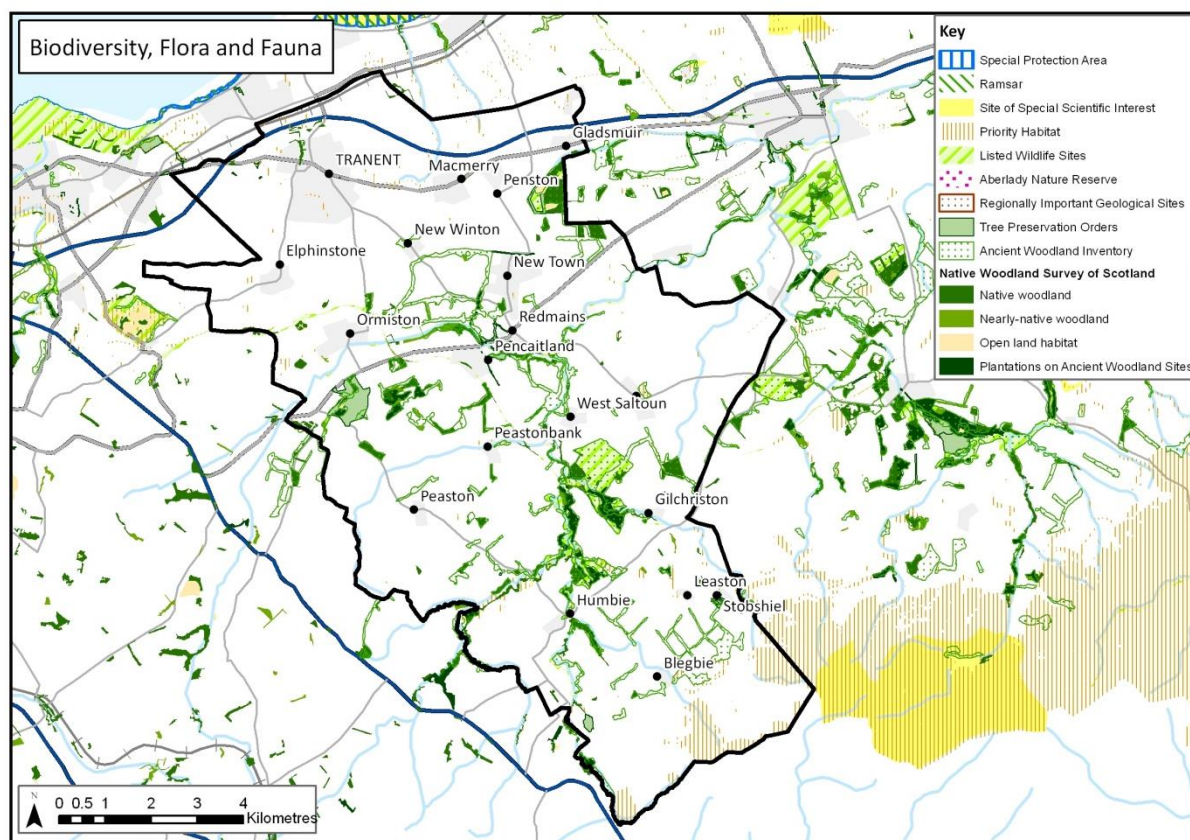 Biodiversity, Flora and Fauna
Key
Special Protection Area
Ramsar
Site of Special Scientific Interest
Priority Habitat
Listed Wildlife Sites
Aberlady Nature Reserve
Regionally Important Geological Sites
Tree Preservation Orders
Ancient Woodland Inventory
Native Woodland Survey of Scotland
Native woodland
Nearly-native woodland
Open land habitat
Plantations on Ancient Woodland Sites
Gladsmuir
TRANENT
Macmerry
Penston
New Winton
Elphinstone
New Town
Ormiston
Redmains
Pencaitland
West Saltoun
Peastonbank
Peaston
Gilchriston
Leaston
Stobshiel
Humbie
Blegbie
N
0 0.5 1 2 3 4
Kilometres